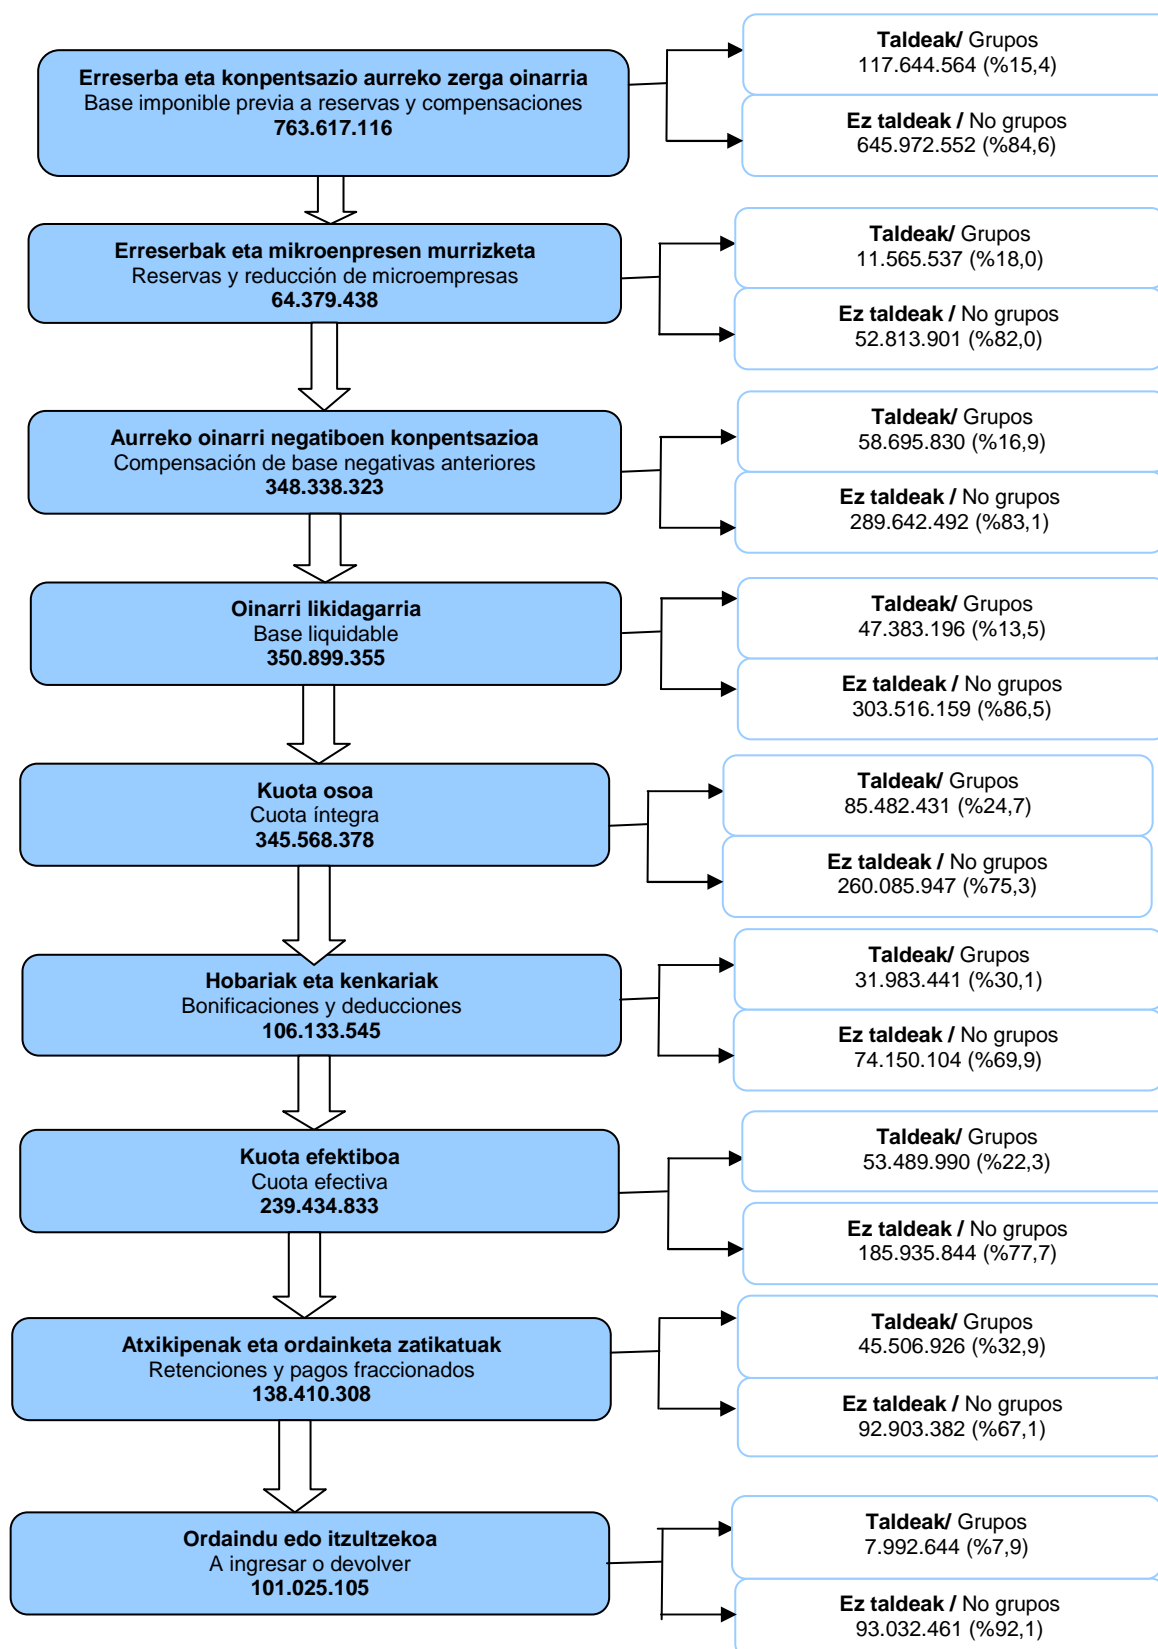 Erreserba eta konpentsazio aurreko zerga oinarria
Base imponible previa a reservas y compensaciones
763.617.116
Taldeak/ Grupos
117.644.564 (%15,4)
Ez taldeak / No grupos
645.972.552 (%84,6)
Erreserbak eta mikroenpresen murrizketa
Reservas y reducción de microempresas
64.379.438
Taldeak/ Grupos
11.565.537 (%18,0)
Ez taldeak / No grupos
52.813.901 (%82,0)
Aurreko oinarri negatiboen konpentsazioa
Compensación de base negativas anteriores
348.338.323
Taldeak/ Grupos
58.695.830 (%16,9)
Ez taldeak / No grupos
289.642.492 (%83,1)
Oinarri likidagarria
Base liquidable
350.899.355
Taldeak/ Grupos
47.383.196 (%13,5)
Ez taldeak / No grupos
303.516.159 (%86,5)
Kuota osoa
Cuota íntegra
345.568.378
Taldeak/ Grupos
85.482.431 (%24,7)
Ez taldeak / No grupos
260.085.947 (%75,3)
Hobariak eta kenkariak
Bonificaciones y deducciones
106.133.545
Taldeak/ Grupos
31.983.441 (%30,1)
Ez taldeak / No grupos
74.150.104 (%69,9)
Kuota efektiboa
Cuota efectiva
239.434.833
Taldeak/ Grupos
53.489.990 (%22,3)
Ez taldeak / No grupos
185.935.844 (%77,7)
Atxikipenak eta ordainketa zatikatuak
Retenciones y pagos fraccionados
138.410.308
Taldeak/ Grupos
45.506.926 (%32,9)
Ez taldeak / No grupos
92.903.382 (%67,1)
Ordaindu edo itzultzekoa
A ingresar o devolver
101.025.105
Taldeak/ Grupos
7.992.644 (%7,9)
Ez taldeak / No grupos
93.032.461 (%92,1)